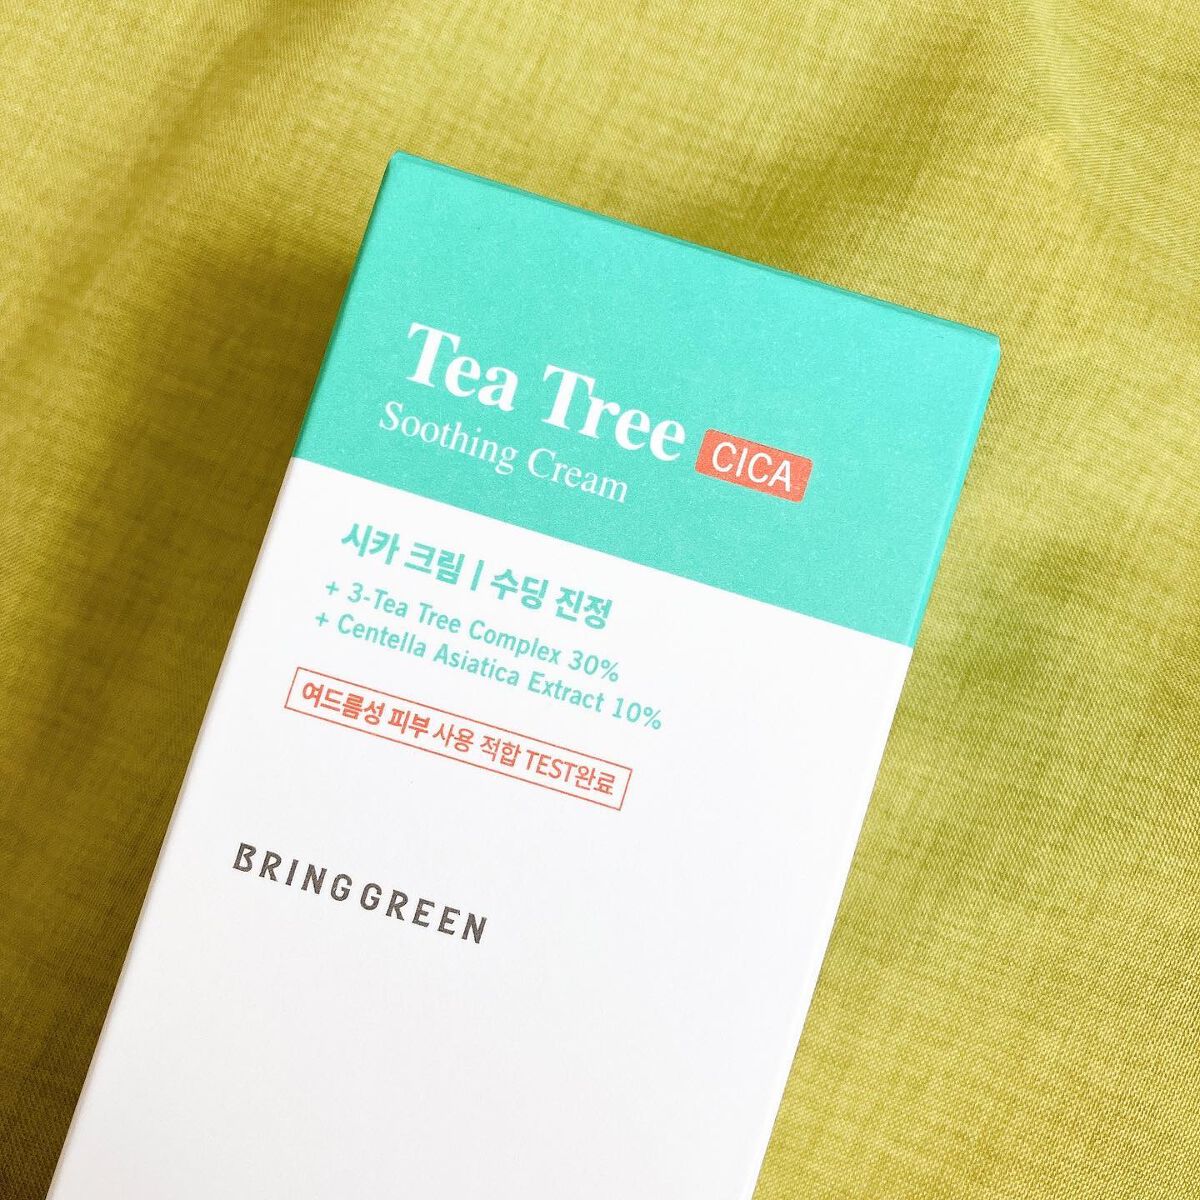 Tea Tree CICA
Soothing Cream
시카 크림 | 수딩 진정
+ 3-Tea Tree Complex 30%
+ Centella Asiatica Extract 10%
여드름성 피부 사용 적합 TEST완료
BRINGGREEN